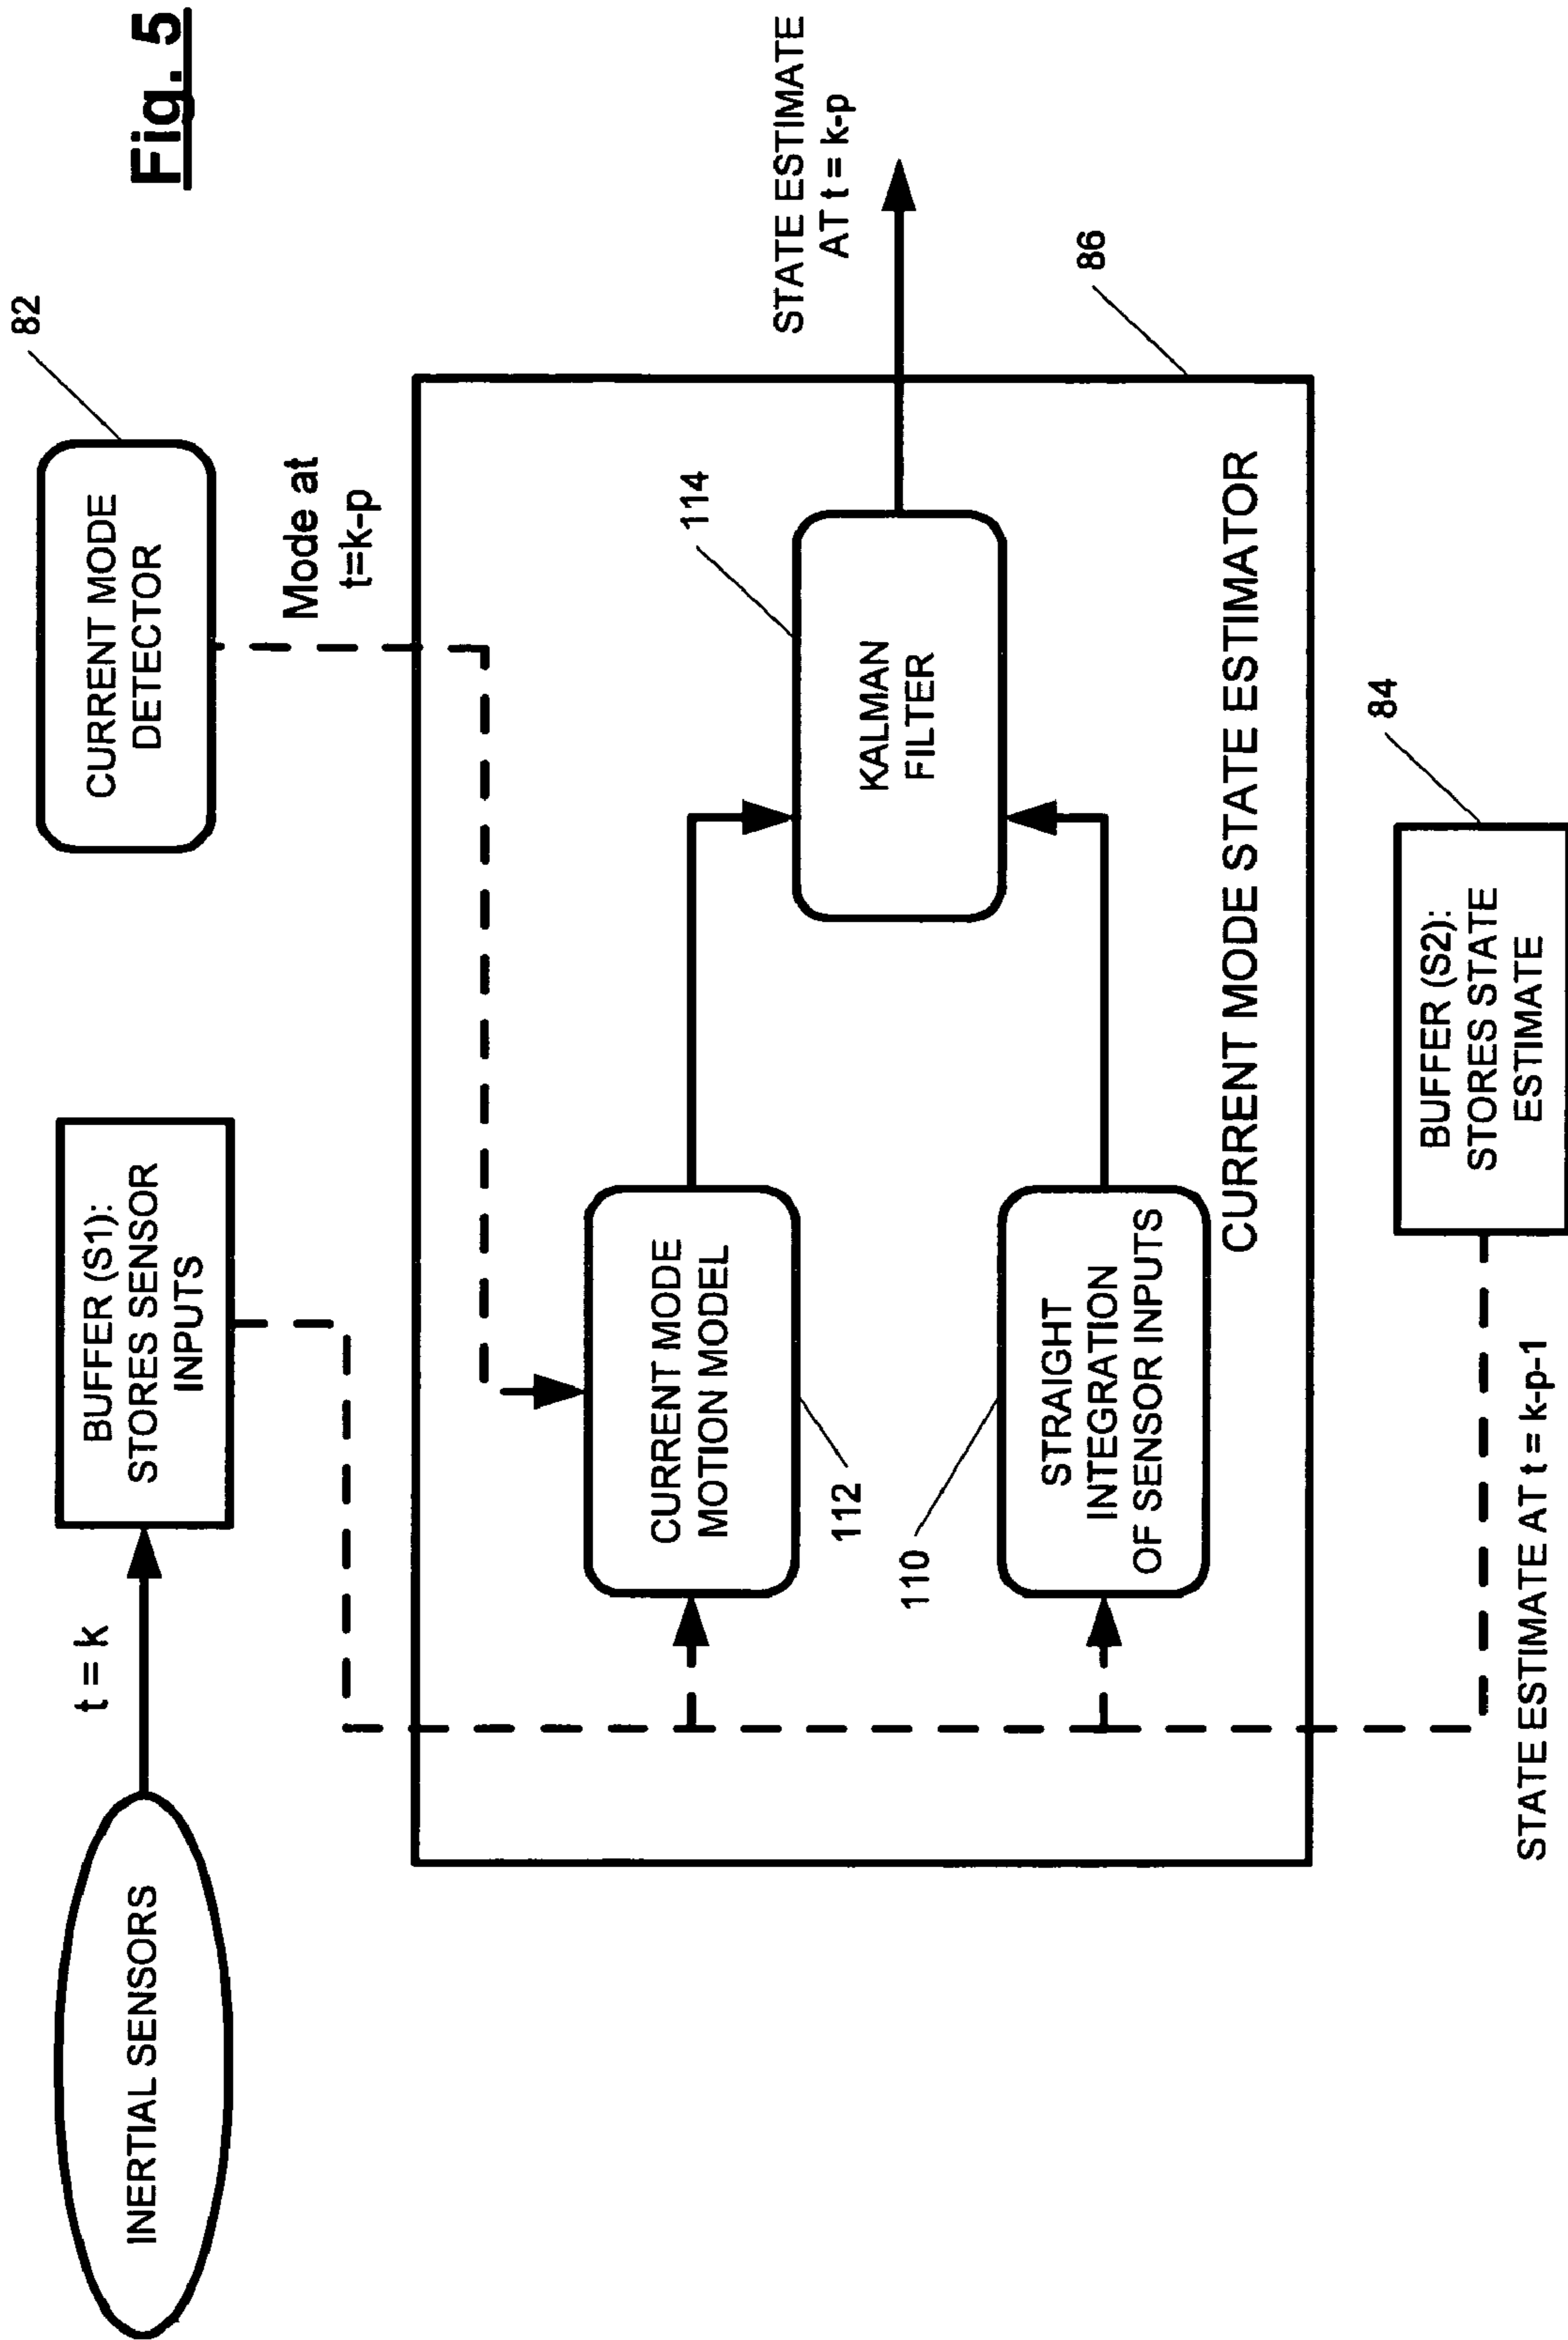 Fig. 5
INERTIAL SENSORS
t = k
BUFFER (S1):
STORES SENSOR
INPUTS
CURRENT MODE
DETECTOR
82
Mode at
t=k-p
CURRENT MODE
MOTION MODEL
112
STRAIGHT
INTEGRATION
OF SENSOR INPUTS
110
KALMAN
FILTER
114
STATE ESTIMATE
AT t = k-p
86
CURRENT MODE STATE ESTIMATOR
BUFFER (S2):
STORES STATE
ESTIMATE
84
STATE ESTIMATE AT t = k-p-1